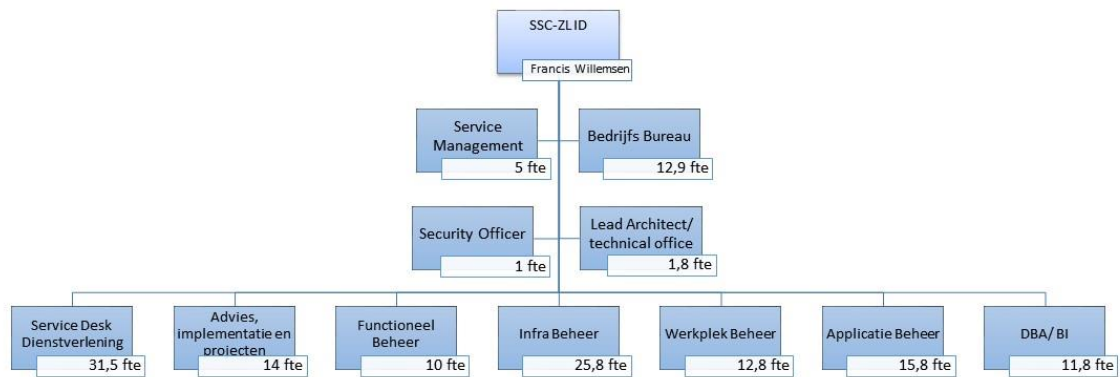 SSC-ZLID
Francis Willemsen
Service
Management
5 fte
Bedrijfs Bureau
12,9 fte
Security Officer
1 fte
Lead Architect/
technical office
1,8 fte
Service Desk
Dienstverlening
31,5 fte
Advies,
implementatie en
projecten
14 fte
Functioneel
Beheer
10 fte
Infra Beheer
25,8 fte
Werkplek Beheer
12,8 fte
Applicatie Beheer
15,8 fte
DBA/ BI
11,8 fte